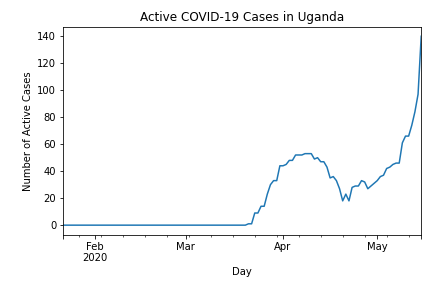 Active COVID-19 Cases in Uganda
140
120
100
80
60
40
20
0
Number of Active Cases
Feb
2020
Mar
Apr
May
Day